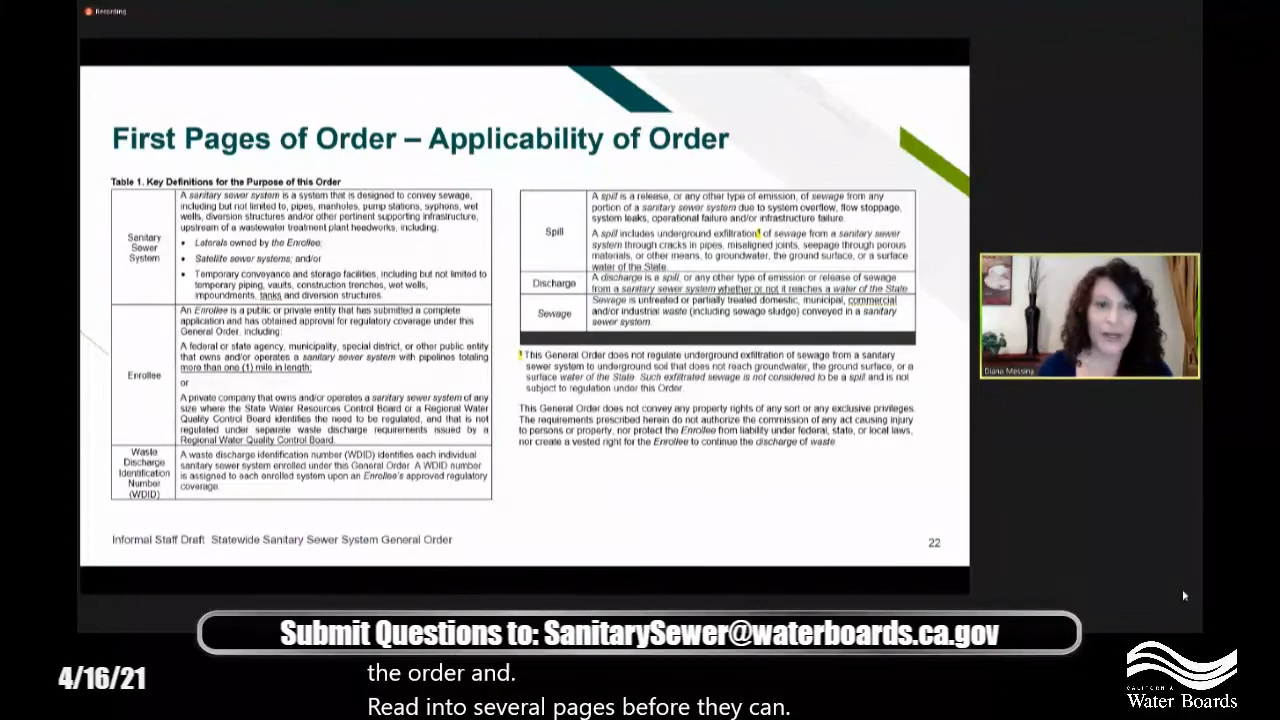 Recording
First Pages of Order – Applicability of Order
Table 1. Key Definitions for the Purpose of this Order
Sanitary
Sewer
System
A sanitary sewer system is a system that is designed to convey sewage,
including but not limited to, pipes, manholes, pump stations, syphons, wet
wells, diversion structures and/or other pertinent supporting infrastructure,
upstream of a wastewater treatment plant headworks, including:
• Laterals owned by the Enrollee;
• Satellite sewer systems; and/or
• Temporary conveyance and storage facilities, including but not limited to
temporary piping, vaults, construction trenches, wet wells,
impoundments, tanks and diversion structures.
Enrollee
An Enrollee is a public or private entity that has submitted a complete
application and has obtained approval for regulatory coverage under this
General Order, including:
A federal or state agency, municipality, special district, or other public entity
that owns and/or operates a sanitary sewer system with pipelines totaling
more than one (1) mile in length;
or
A private company that owns and/or operates a sanitary sewer system of any
size where the State Water Resources Control Board or a Regional Water
Quality Control Board identifies the need to be regulated, and that is not
regulated under separate waste discharge requirements issued by a
Regional Water Quality Control Board.
Waste
Discharge
Identification
Number
(WDID)
A waste discharge identification number (WDID) identifies each individual
sanitary sewer system enrolled under this General Order. A WDID number
is assigned to each enrolled system upon an Enrollee's approved regulatory
coverage.
Spill
A spill is a release, or any other type of emission, of sewage from any
portion of a sanitary sewer system due to system overflow, flow stoppage,
system leaks, operational failure and/or infrastructure failure.
A spill includes underground exfiltration1 of sewage from a sanitary sewer
system through cracks in pipes, misaligned joints, seepage through porous
materials, or other means, to groundwater, the ground surface, or a surface
water of the State.
Discharge
A discharge is a spill, or any other type of emission or release of sewage
from a sanitary sewer system whether or not it reaches a water of the State
Sewage
Sewage is untreated or partially treated domestic, municipal, commercial
and/or industrial waste (including sewage sludge) conveyed in a sanitary
sewer system.
1 This General Order does not regulate underground exfiltration of sewage from a sanitary
sewer system to underground soil that does not reach groundwater, the ground surface, or a
surface water of the State. Such exfiltrated sewage is not considered to be a spill and is not
subject to regulation under this Order.
This General Order does not convey any property rights of any sort or any exclusive privileges.
The requirements prescribed herein do not authorize the commission of any act causing injury
to persons or property, nor protect the Enrollee from liability under federal, state, or local laws,
nor create a vested right for the Enrollee to continue the discharge of waste.
Informal Staff Draft Statewide Sanitary Sewer System General Order
22
Diana Messina
Submit Questions to: SanitarySewer@waterboards.ca.gov
4/16/21
the order and.
Read into several pages before they can.
CALIFORNIA
Water Boards